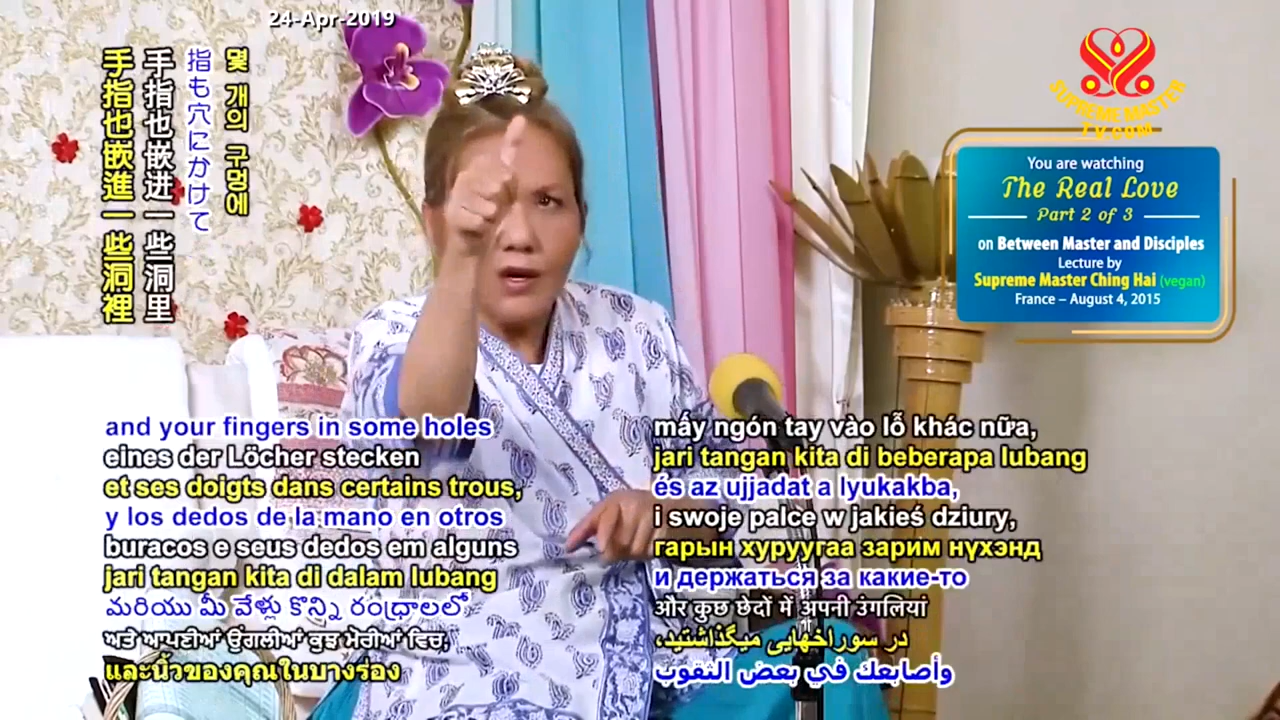 24-Apr-2019
몇 개의 구멍에
指も穴にかけて
手指也嵌进一些洞里
手指也嵌進一些洞裡
SUPREME MASTER
TV.COM
You are watching
The Real Love
Part 2 of 3
on Between Master and Disciples
Lecture by
Supreme Master Ching Hai (vegan)
France – August 4, 2015
and your fingers in some holes
eines der Löcher stecken
et ses doigts dans certains trous,
y los dedos de la mano en otros
buracos e seus dedos em alguns
jari tangan kita di dalam lubang
మరియు మీ వేళ్లు కొన్ని రంధ్రాలలో
ਅਤੇ ਆਪਣੀਆਂ ਉਂਗਲੀਆਂ ਕੁਝ ਮੋਰੀਆਂ ਵਿਚ,
และนิ้วของคุณในบางร่อง
mấy ngón tay vào lỗ khác nữa,
jari tangan kita di beberapa lubang
és az ujjadat a lyukakba,
i swoje palce w jakieś dziury,
гарын хуруугаа зарим нүхэнд
и держаться за какие-то
और कुछ छेदों में अपनी उंगलियां
در سوراخهایی میگذاشتید،
وأصابعك في بعض الثقوب